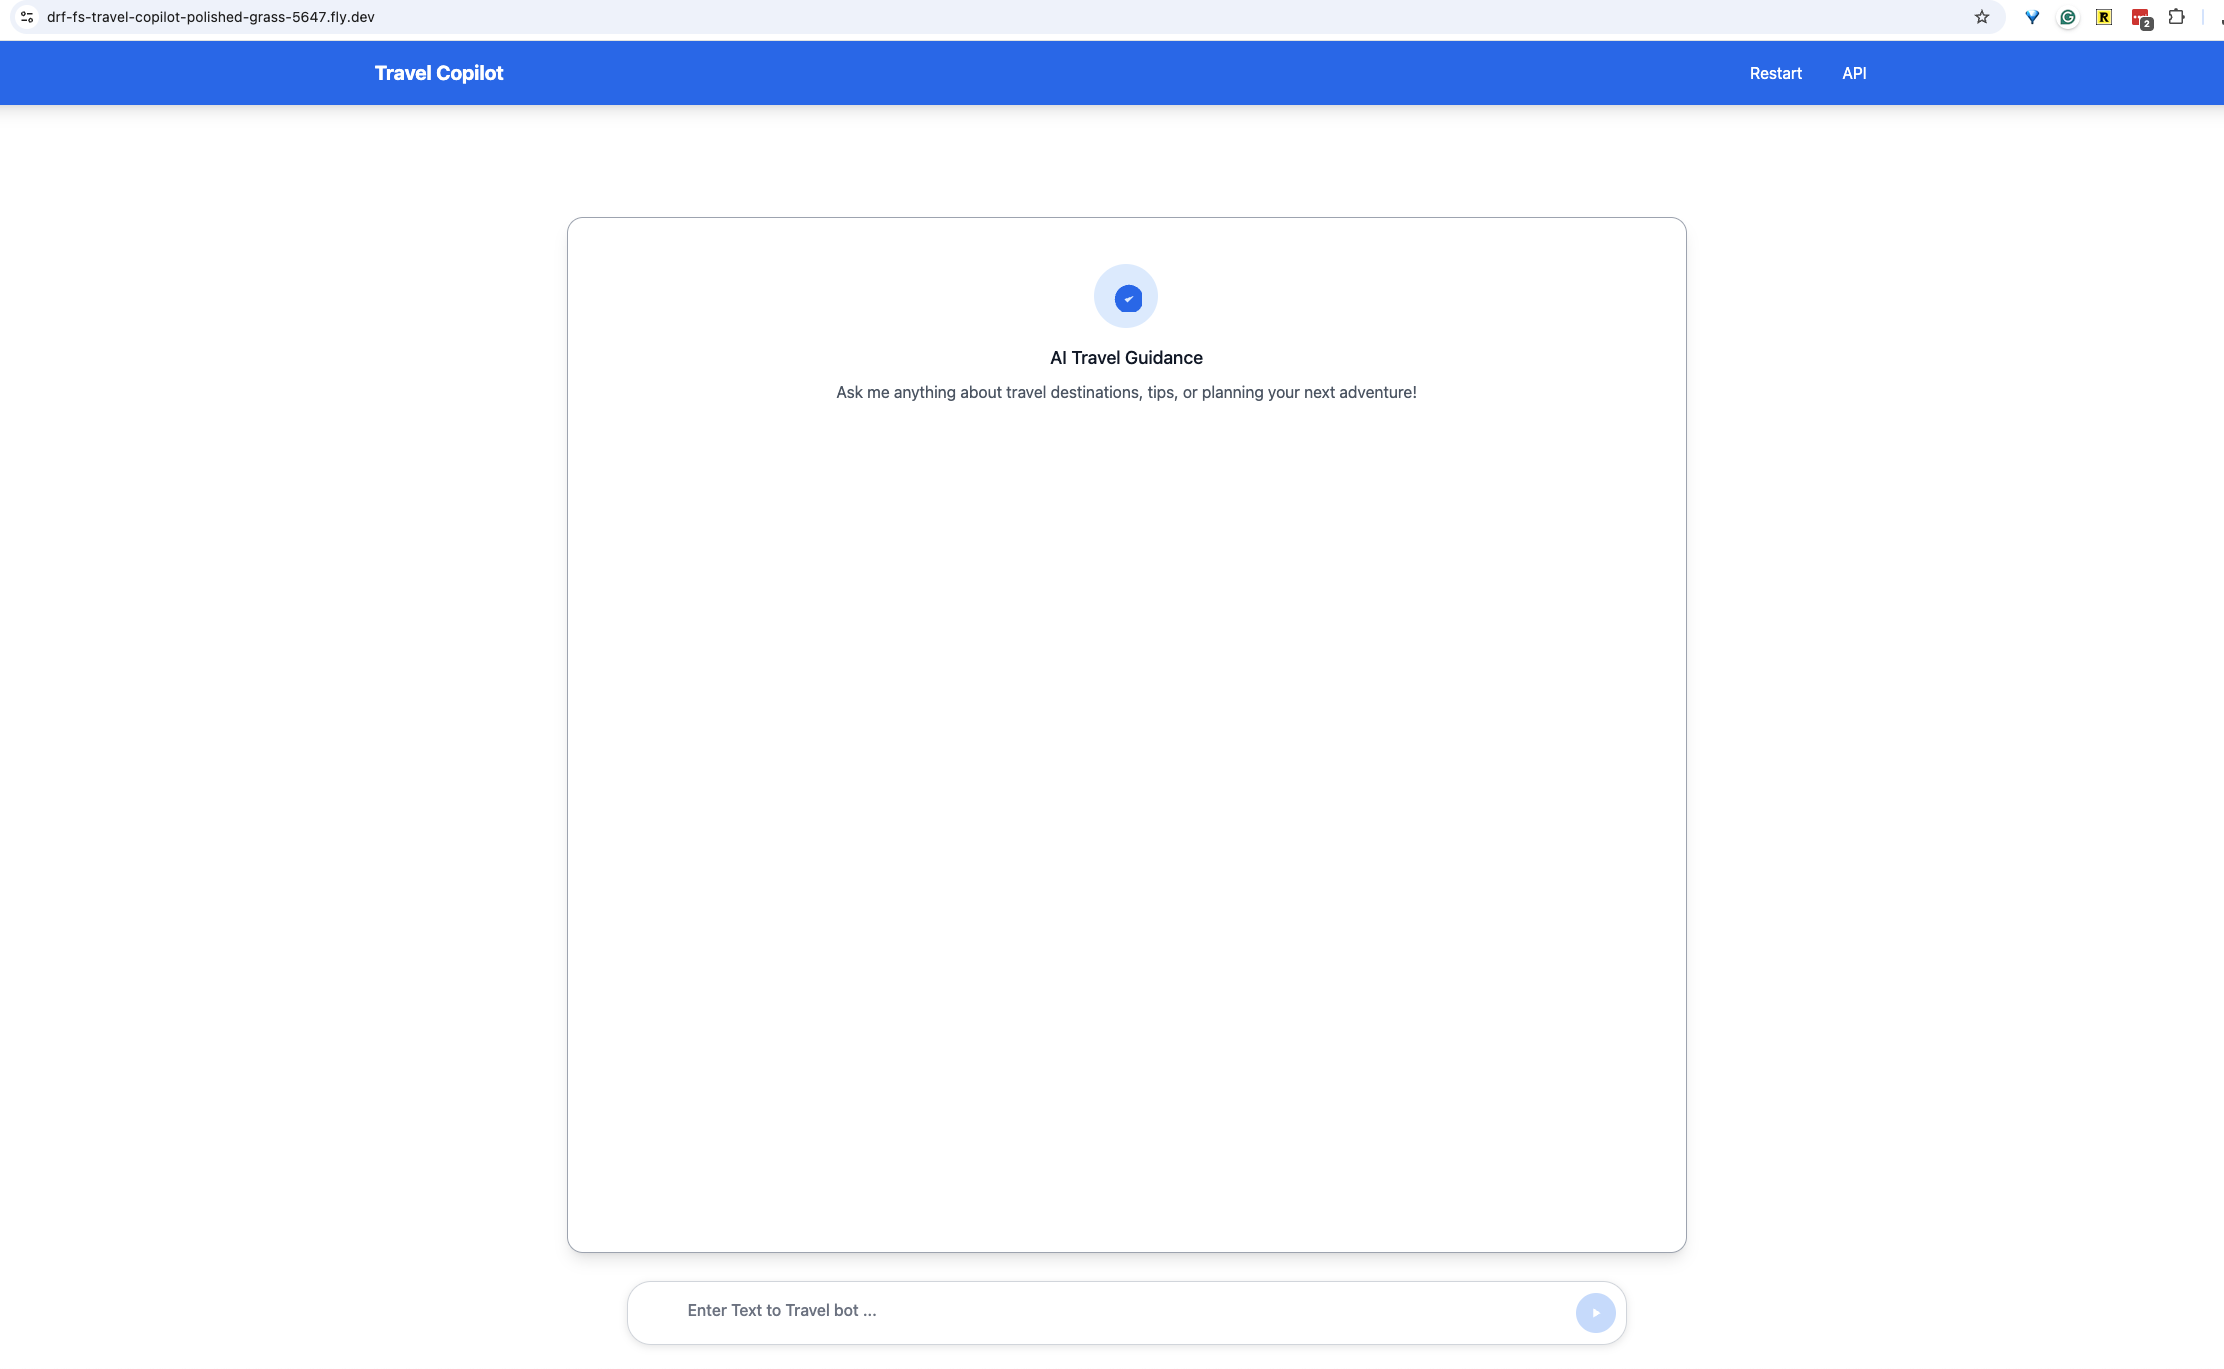 drf-fs-travel-copilot-polished-grass-5647.fly.dev
2
Travel Copilot
Restart
API
AI Travel Guidance
Ask me anything about travel destinations, tips, or planning your next adventure!
Enter Text to Travel bot ...